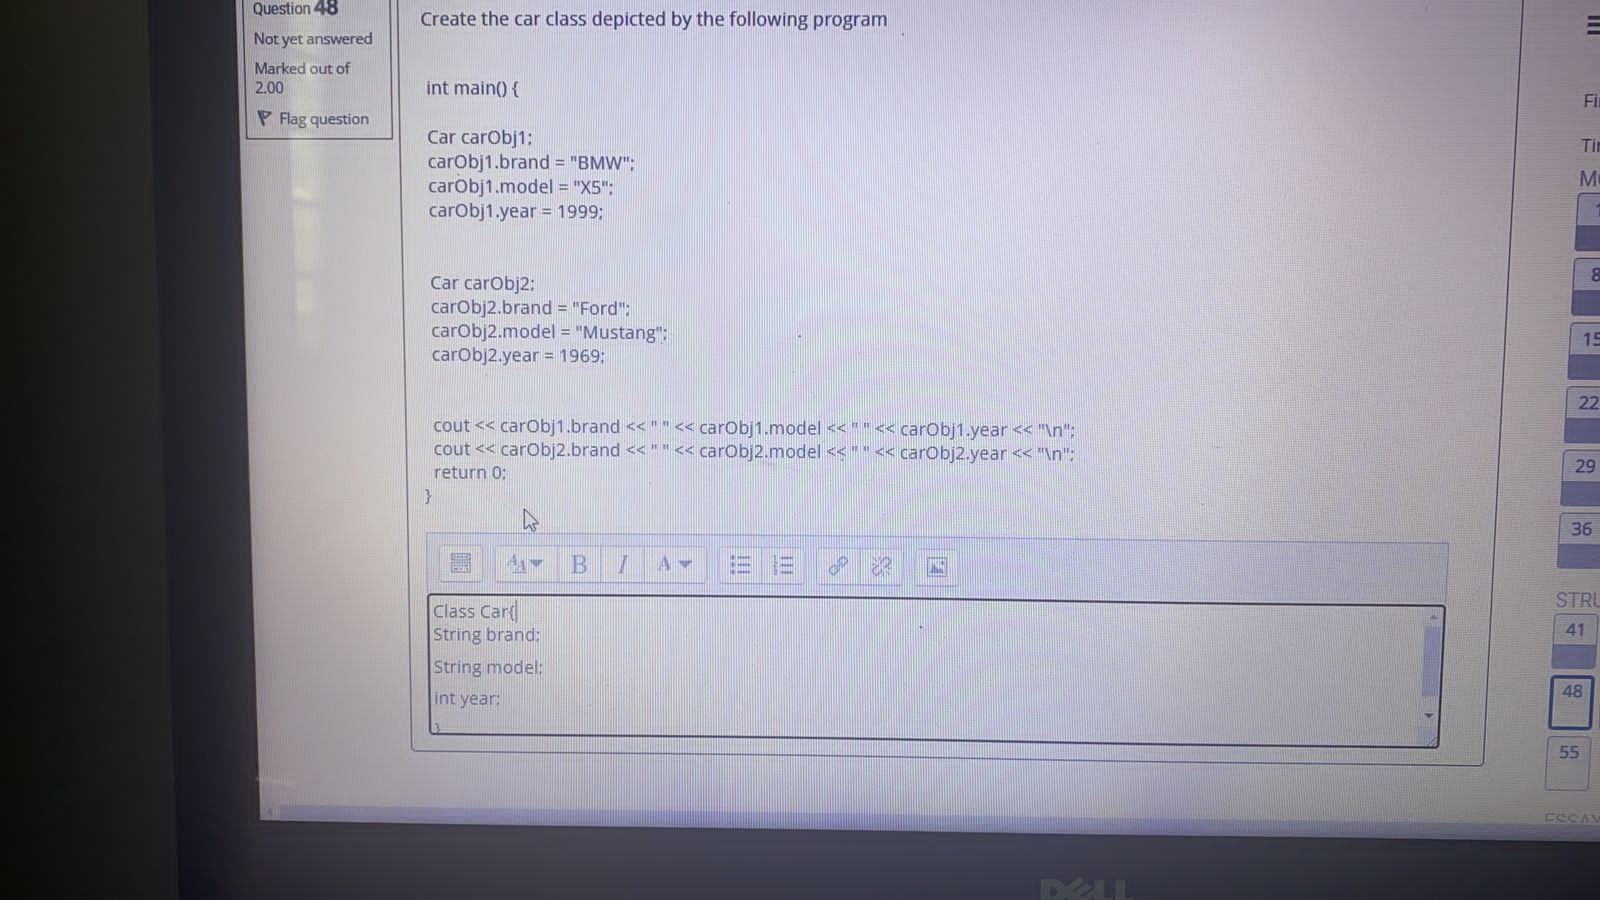 Question 48
Not yet answered
Marked out of
2.00
Flag question
Create the car class depicted by the following program
int main() {
Car carObj1;
carObj1.brand = "BMW";
carObj1.model = "X5";
carObj1.year = 1999;
Car carObj2;
carObj2.brand = "Ford";
carObj2.model = "Mustang";
carObj2.year = 1969;
cout << carObj1.brand << " " << carObj1.model << " " << carObj1.year << "\n";
cout << carObj2.brand << " " << carObj2.model << " " << carObj2.year << "\n";
return 0;
}
B I A
Class Car{
String brand;
String model;
int year;
}
8
15
22
29
36
STRU
41
48
55
ESSAY
DELL